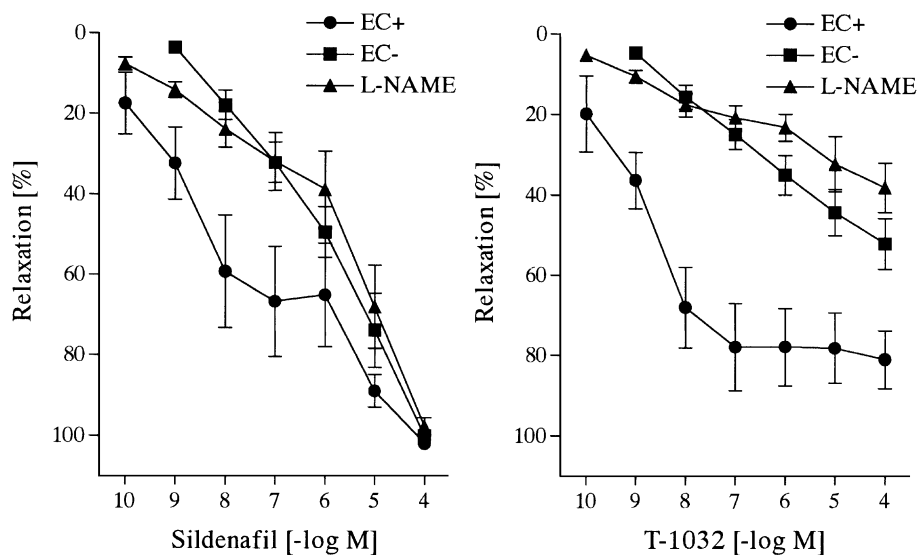 EC+
EC-
L-NAME
0
20
40
60
80
100
Relaxation [%]
10 9 8 7 6 5 4
Sildenafil [-log M]
EC+
EC-
L-NAME
0
20
40
60
80
100
Relaxation [%]
10 9 8 7 6 5 4
T-1032 [-log M]